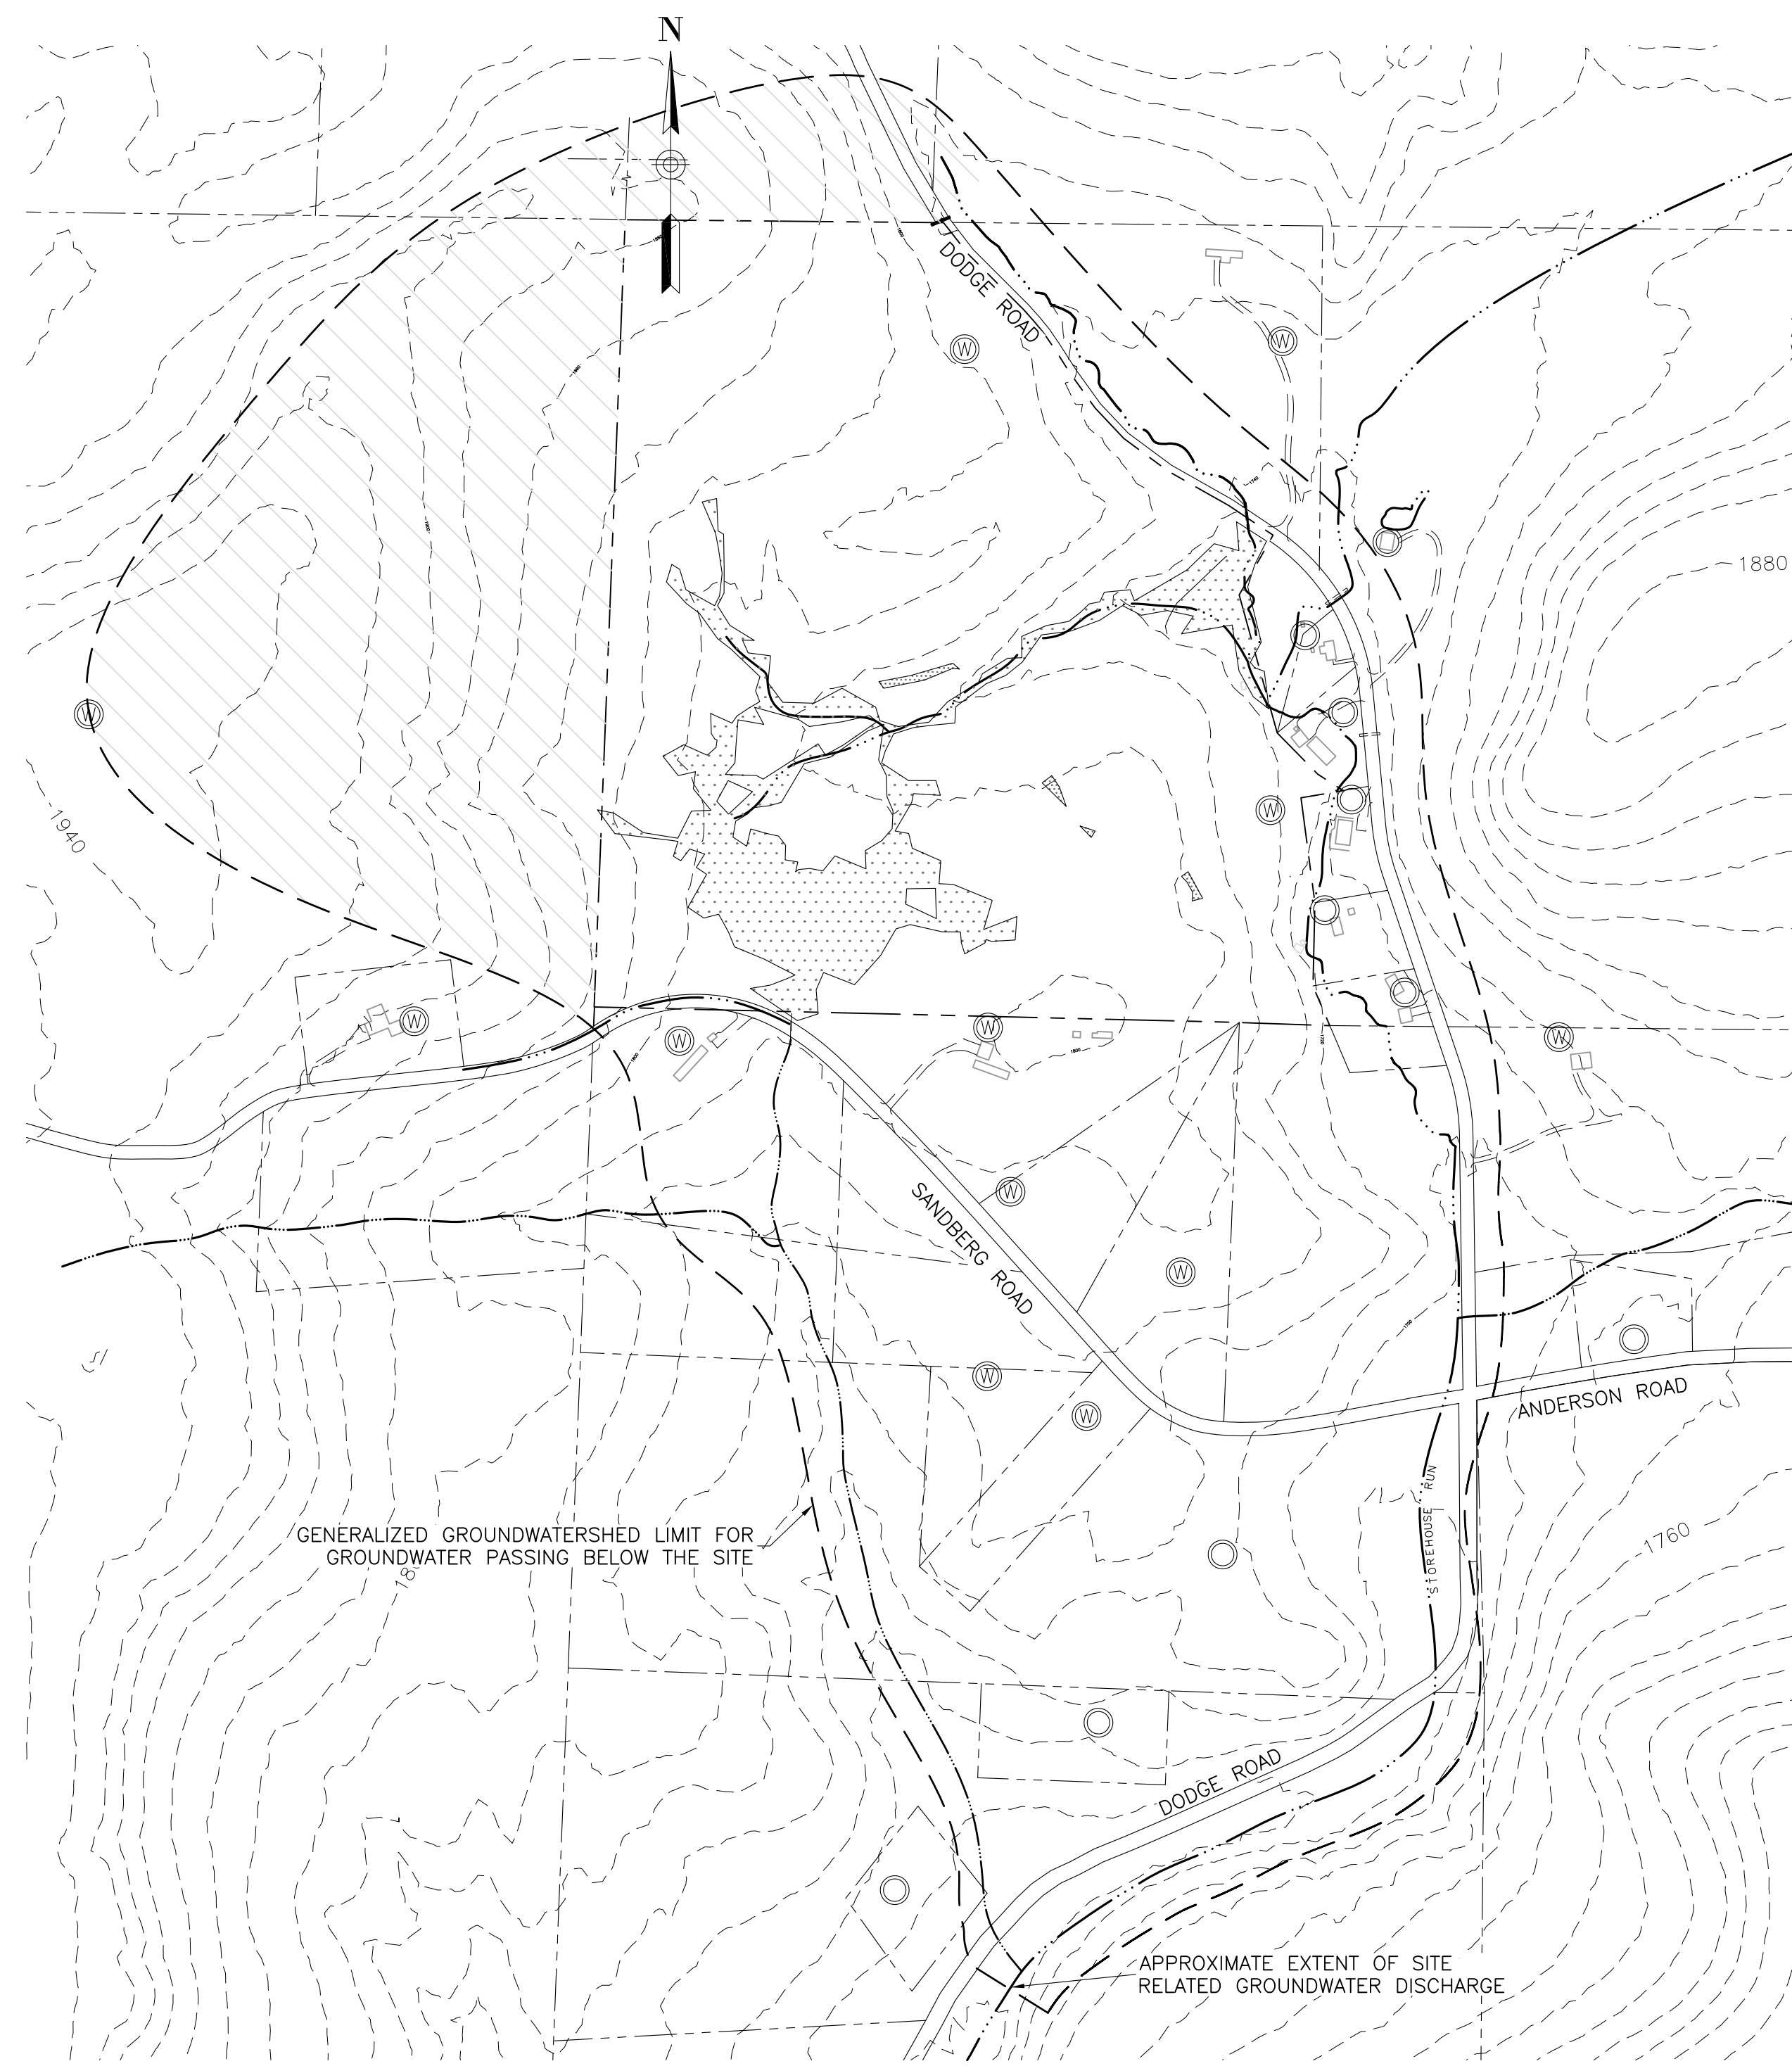 N
DODGE ROAD
W
W
1880
W
1940
W
W
W
W
W
W
SANDBERG ROAD
W
W
W
ANDERSON ROAD
STOREHOUSE RUN
GENERALIZED GROUNDWATERSHED LIMIT FOR
GROUNDWATER PASSING BELOW THE SITE
1760
DODGE ROAD
APPROXIMATE EXTENT OF SITE
RELATED GROUNDWATER DISCHARGE